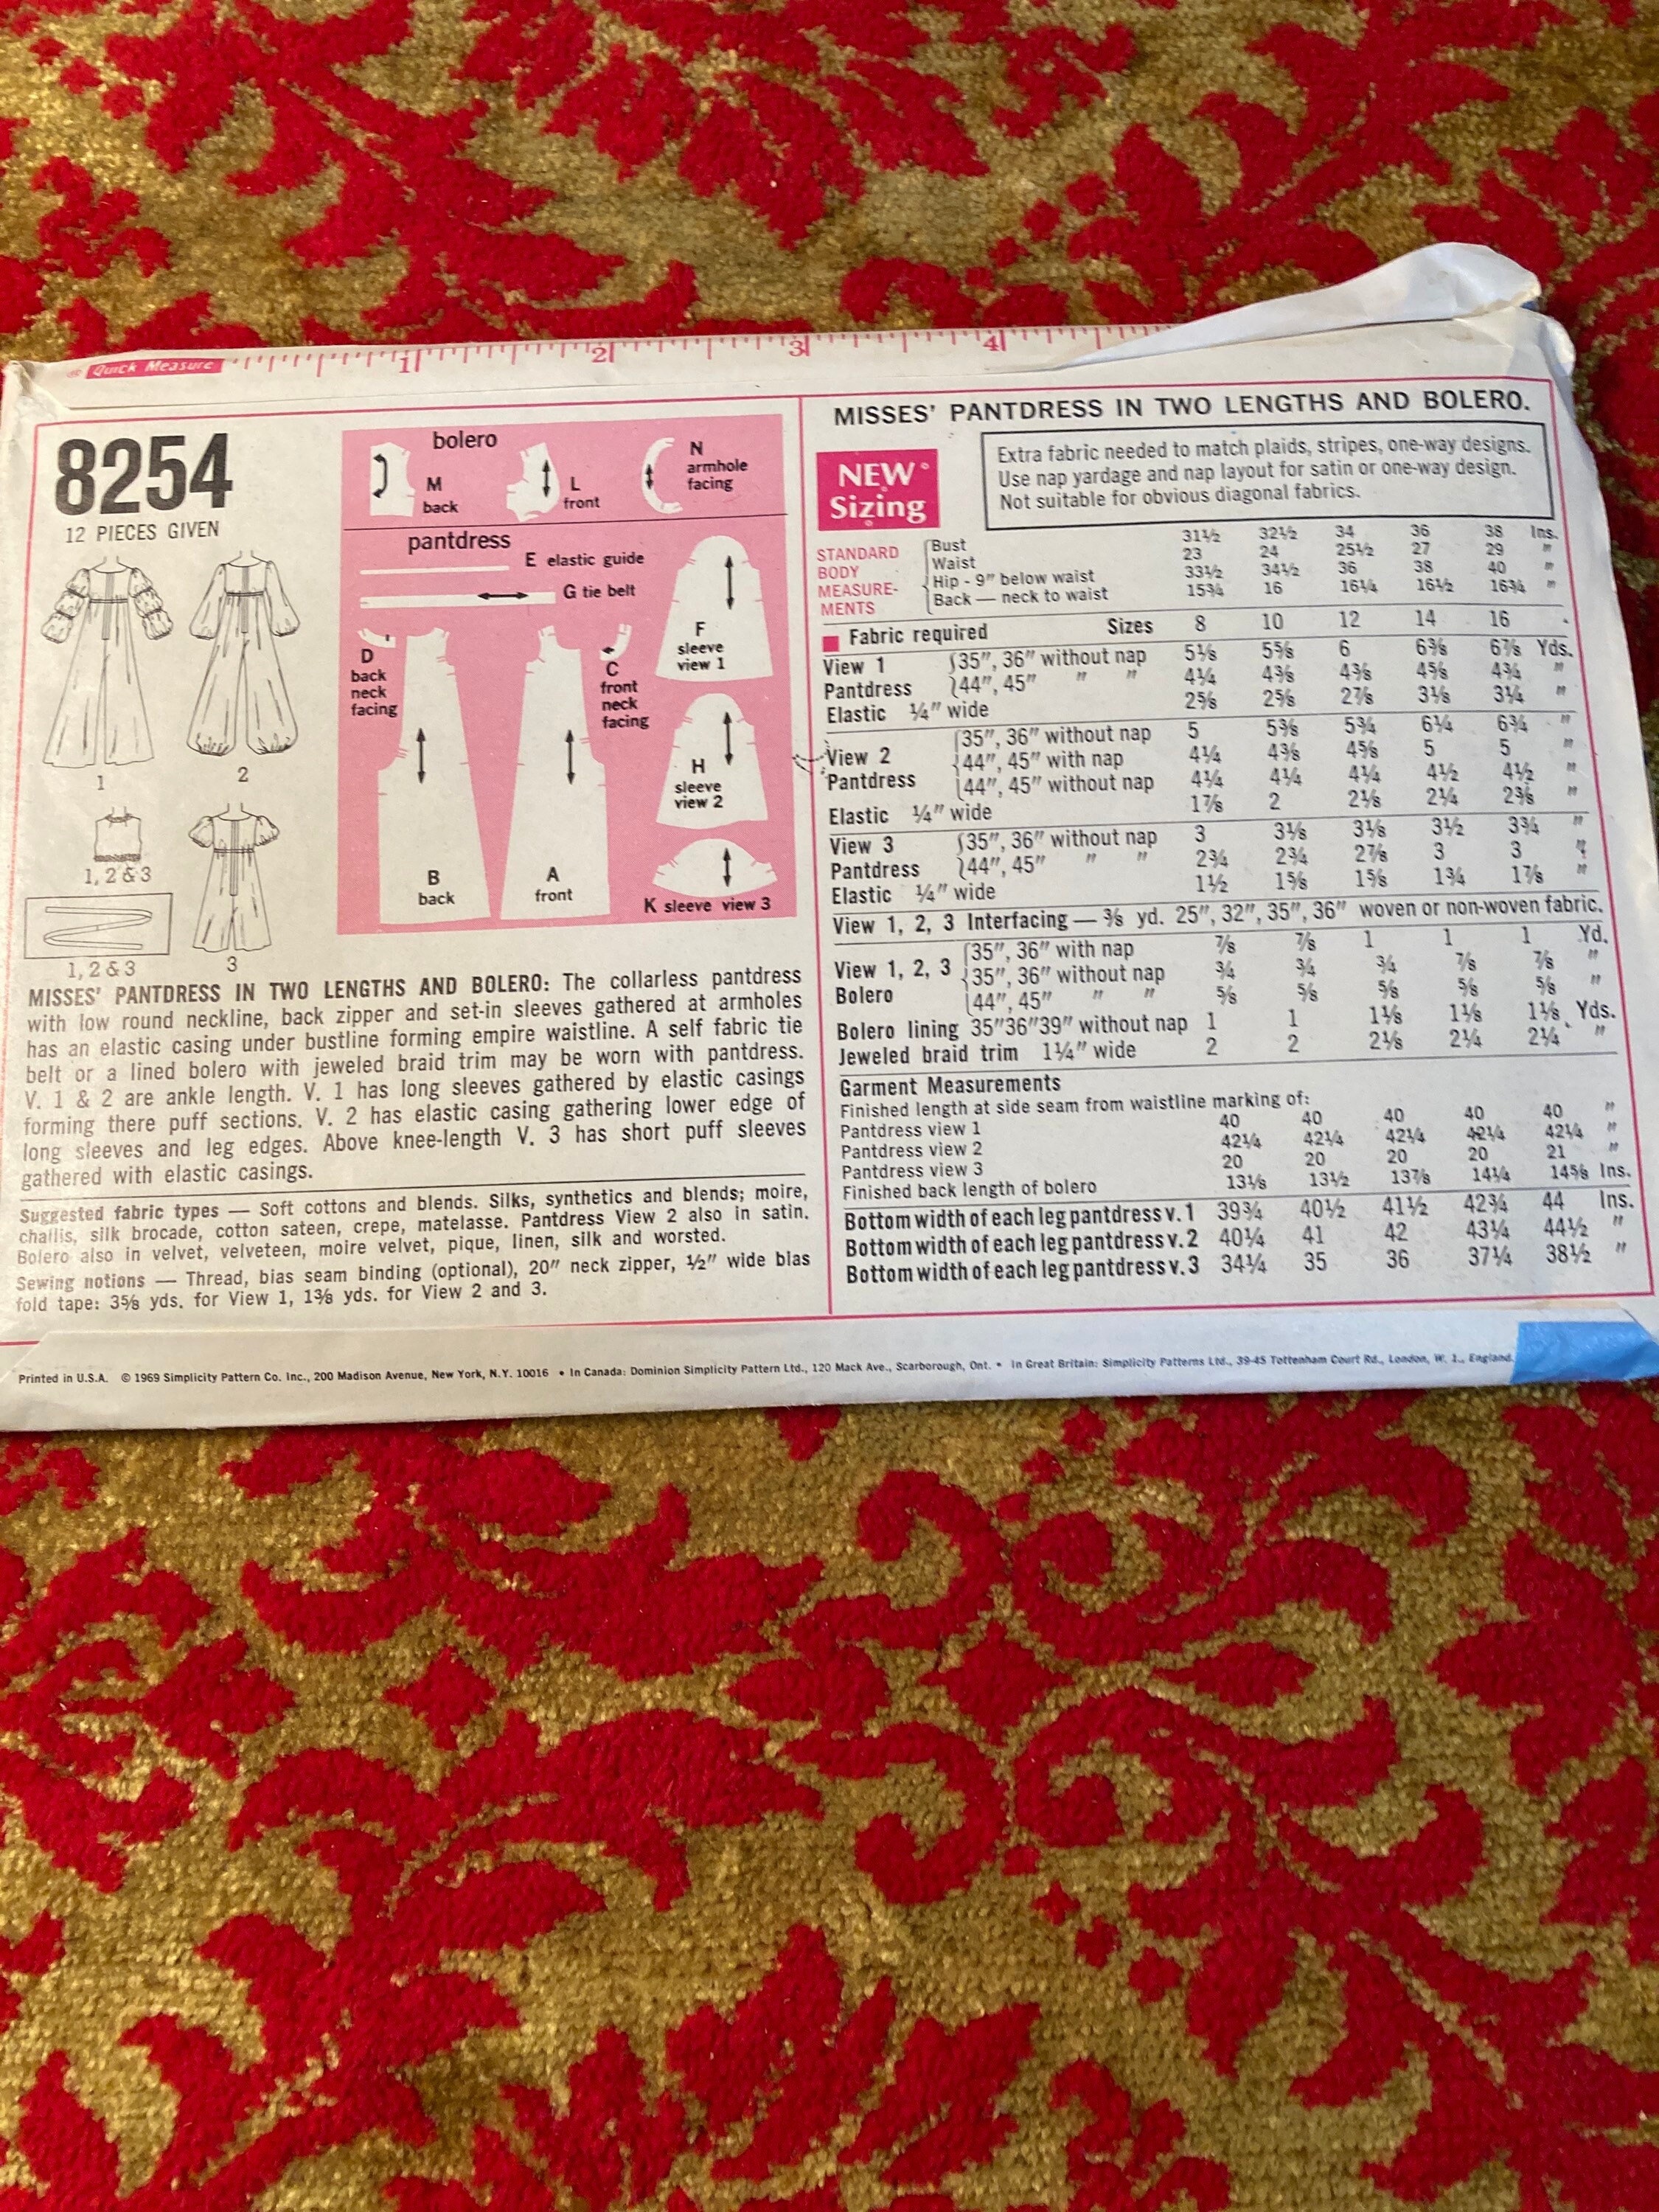 Quick Measure 1 2 3 4
8254
12 PIECES GIVEN
1
2
1, 2 & 3
1, 2 & 3
3
bolero
M
back
L
front
N
armhole
facing
pantdress
E elastic guide
G tie belt
D
back
neck
facing
C
front
neck
facing
F
sleeve
view 1
H
sleeve
view 2
B
back
A
front
K sleeve view 3
MISSES' PANTDRESS IN TWO LENGTHS AND BOLERO: The collarless pantdress
with low round neckline, back zipper and set-in sleeves gathered at armholes
has an elastic casing under bustline forming empire waistline. A self fabric tie
belt or a lined bolero with jeweled braid trim may be worn with pantdress.
V. 1 & 2 are ankle length. V. 1 has long sleeves gathered by elastic casings
forming there puff sections. V. 2 has elastic casing gathering lower edge of
long sleeves and leg edges. Above knee-length V. 3 has short puff sleeves
gathered with elastic casings.
Suggested fabric types — Soft cottons and blends. Silks, synthetics and blends; moire,
challis, silk brocade, cotton sateen, crepe, matelasse. Pantdress View 2 also in satin.
Bolero also in velvet, velveteen, moire velvet, pique, linen, silk and worsted.
Sewing notions — Thread, bias seam binding (optional), 20" neck zipper, ½" wide bias
fold tape: 3⅝ yds. for View 1, 1⅜ yds. for View 2 and 3.
MISSES' PANTDRESS IN TWO LENGTHS AND BOLERO.
NEW
Sizing
Extra fabric needed to match plaids, stripes, one-way designs.
Use nap yardage and nap layout for satin or one-way design.
Not suitable for obvious diagonal fabrics.
STANDARD
BODY
MEASURE-
MENTS
Bust 31½ 32½ 34 36 38 Ins.
Waist 23 24 25½ 27 29 "
Hip - 9" below waist 33½ 34½ 36 38 40 "
Back — neck to waist 15¾ 16 16¼ 16½ 16¾ "
Fabric required Sizes 8 10 12 14 16
View 1 35", 36" without nap 5⅛ 5⅝ 6 6⅜ 6⅞ Yds.
Pantdress 44", 45" " " 4¼ 4⅜ 4⅜ 4⅝ 4¾ "
Elastic ¼" wide 2⅝ 2⅝ 2⅞ 3⅛ 3¼ "
View 2 35", 36" without nap 5 5⅜ 5¾ 6¼ 6¾ "
44", 45" with nap 4¼ 4⅜ 4⅝ 5 5 "
Pantdress 44", 45" without nap 4¼ 4¼ 4¼ 4½ 4½ "
Elastic ¼" wide 1⅞ 2 2⅛ 2¼ 2⅜ "
View 3 35", 36" without nap 3 3⅛ 3⅛ 3½ 3¾ "
Pantdress 44", 45" " " 2¾ 2¾ 2⅞ 3 3 "
Elastic ¼" wide 1½ 1⅝ 1⅝ 1¾ 1⅞ "
View 1, 2, 3 Interfacing — ⅜ yd. 25", 32", 35", 36" woven or non-woven fabric.
35", 36" with nap ⅞ ⅞ 1 1 1 Yd.
View 1, 2, 3 35", 36" without nap ¾ ¾ ¾ ⅞ ⅞ "
Bolero 44", 45" " " ⅝ ⅝ ⅝ ⅝ ⅝ "
Bolero lining 35"36"39" without nap 1 1 1⅛ 1⅛ 1⅛ Yds.
Jeweled braid trim 1¼" wide 2 2 2⅛ 2¼ 2¼ "
Garment Measurements
Finished length at side seam from waistline marking of:
Pantdress view 1 40 40 40 40 40 "
Pantdress view 2 42¼ 42¼ 42¼ 42¼ 42¼ "
Pantdress view 3 20 20 20 20 21 "
Finished back length of bolero 13⅛ 13½ 13⅞ 14¼ 14⅝ Ins.
Bottom width of each leg pantdress v. 1 39¾ 40½ 41½ 42¾ 44 Ins.
Bottom width of each leg pantdress v. 2 40¼ 41 42 43¼ 44½ "
Bottom width of each leg pantdress v. 3 34¼ 35 36 37¼ 38½ "
Printed in U.S.A. © 1969 Simplicity Pattern Co. Inc., 200 Madison Avenue, New York, N.Y. 10016 • In Canada: Dominion Simplicity Pattern Ltd., 120 Mack Ave., Scarborough, Ont. • In Great Britain: Simplicity Patterns Ltd., 39-45 Tottenham Court Rd., London, W. 1., England.